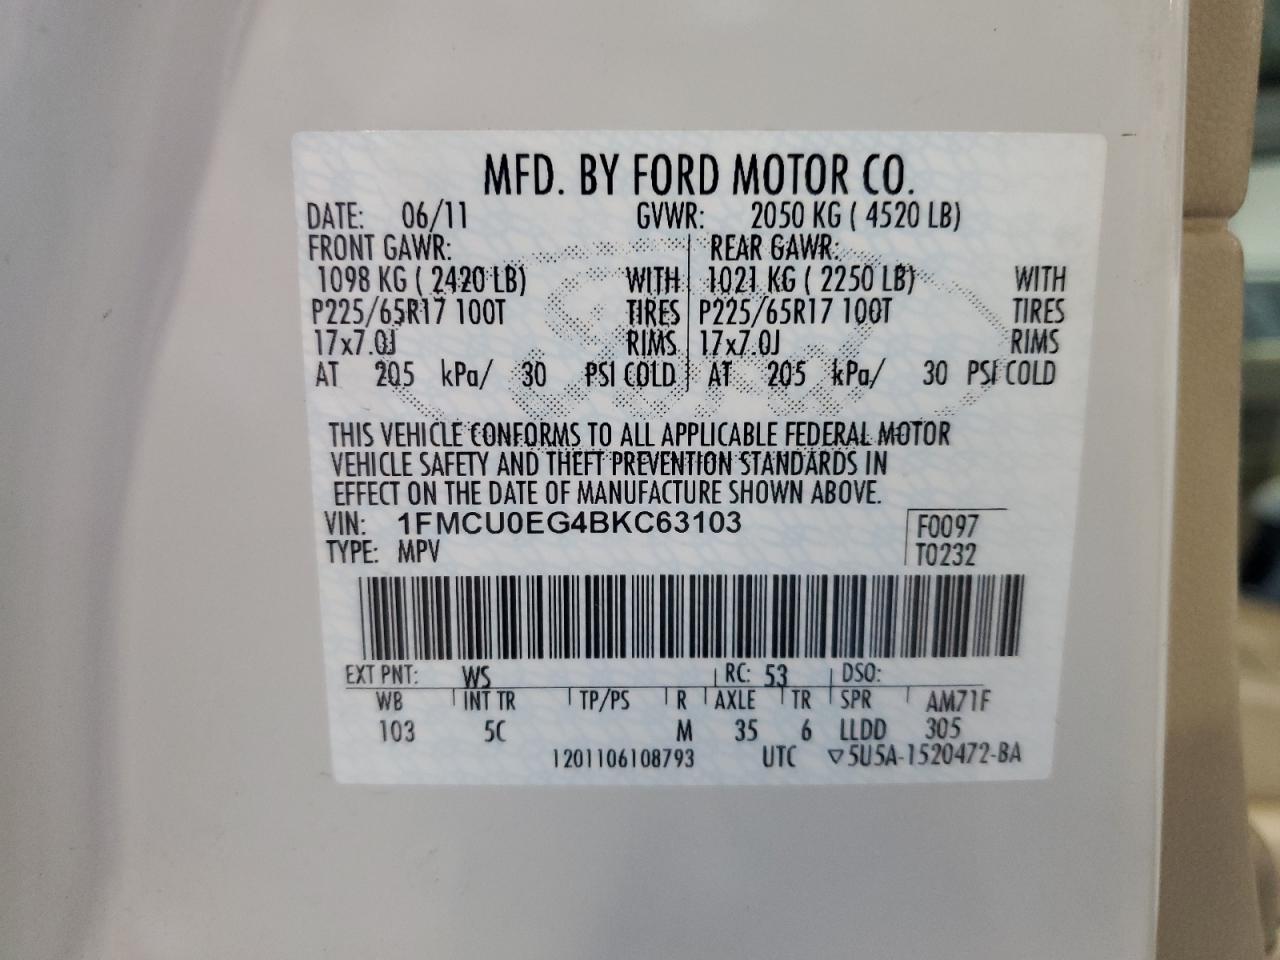 MFD. BY FORD MOTOR CO.
DATE: 06/11 GVWR: 2050 KG ( 4520 LB)
FRONT GAWR: REAR GAWR:
1098 KG ( 2420 LB) WITH 1021 KG ( 2250 LB) WITH
P225/65R17 100T TIRES P225/65R17 100T TIRES
17x7.0J RIMS 17x7.0J RIMS
AT 205 kPa/ 30 PSI COLD AT 205 kPa/ 30 PSI COLD
THIS VEHICLE CONFORMS TO ALL APPLICABLE FEDERAL MOTOR
VEHICLE SAFETY AND THEFT PREVENTION STANDARDS IN
EFFECT ON THE DATE OF MANUFACTURE SHOWN ABOVE.
VIN: 1FMCU0EG4BKC63103 F0097
TYPE: MPV T0232
EXT PNT: WS RC: 53 DSO:
WB INT TR TP/PS R AXLE TR SPR AM71F
103 5C M 35 6 LLDD 305
1201106108793 UTC ▽5U5A-1520472-BA